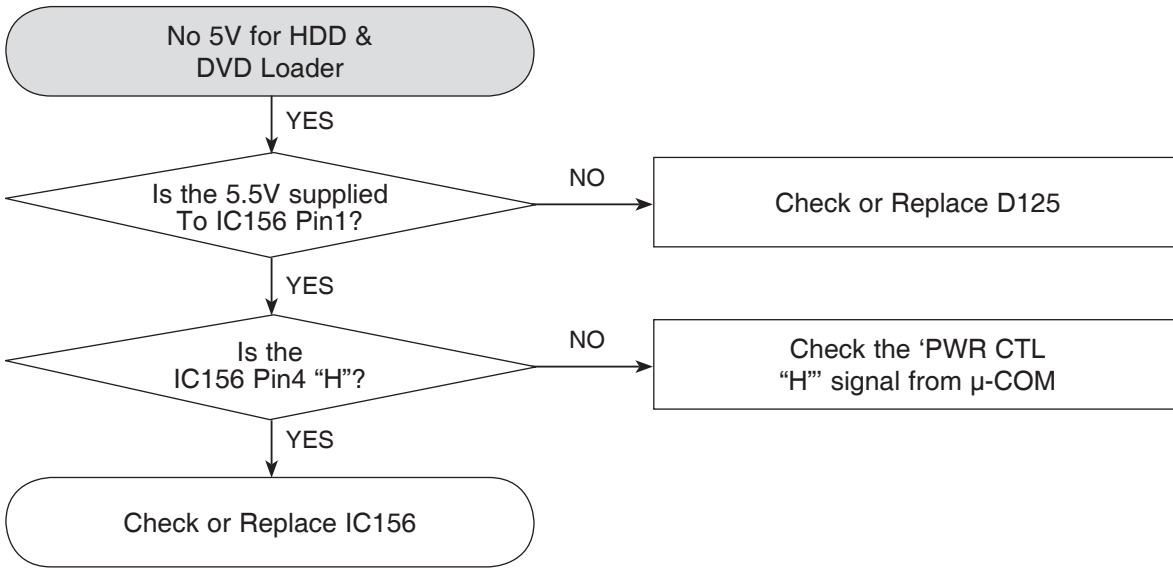 No 5V for HDD &
DVD Loader
YES
Is the 5.5V supplied
To IC156 Pin1?
NO
Check or Replace D125
YES
Is the
IC156 Pin4 “H”?
NO
Check the ‘PWR CTL
“H”’ signal from μ-COM
YES
Check or Replace IC156